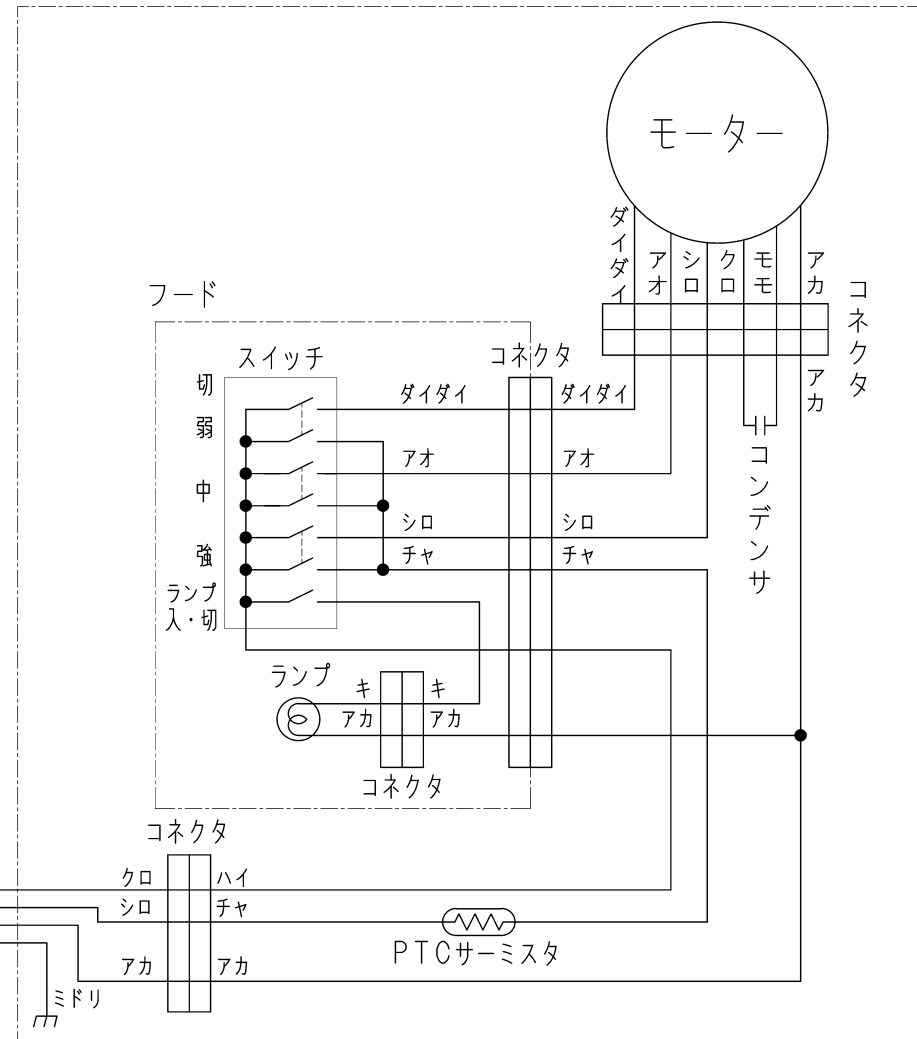 モーター
ダイダイ
アオ
シロ
クロ
モモ
アカ
コネクタ
フード
スイッチ
コネクタ
アカ
切
ダイダイ
ダイダイ
弱
アオ
アオ
コンデンサ
中
シロ
シロ
強
チャ
チャ
ランプ
入・切
ランプ
キ
キ
アカ
アカ
コネクタ
コネクタ
クロ
ハイ
シロ
チャ
PTCサーミスタ
アカ
アカ
ミドリ